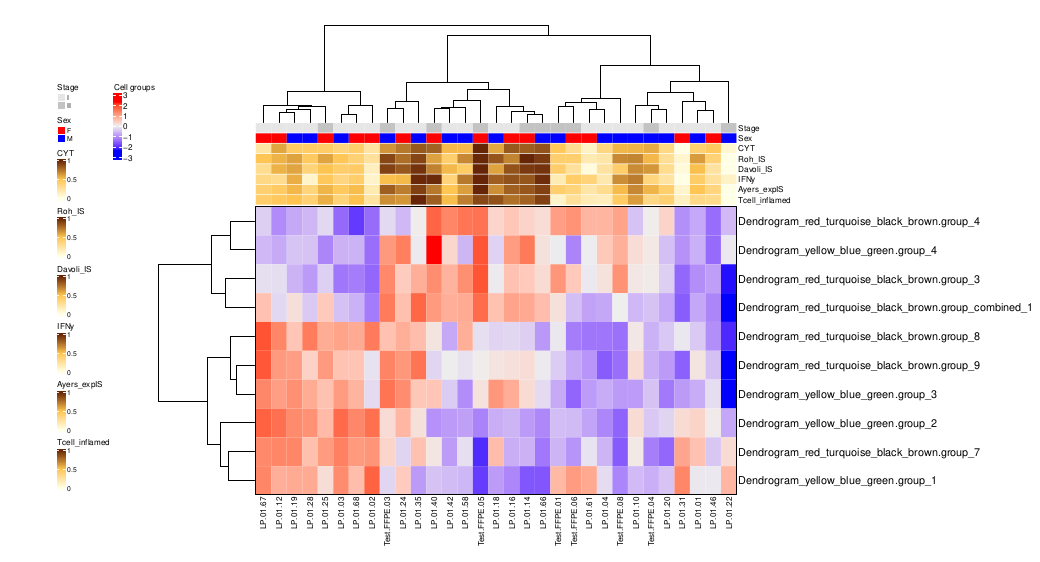 Stage
I
II
Sex
F
M
CYT
1
0.5
0
Roh_IS
1
0.5
0
Davoli_IS
1
0.5
0
IFNγ
1
0.5
0
Ayers_expIS
1
0.5
0
Tcell_inflamed
1
0.5
0
Cell groups
3
2
1
0
−1
−2
−3
Stage
Sex
CYT
Roh_IS
Davoli_IS
IFNγ
Ayers_expIS
Tcell_inflamed
Dendrogram_red_turquoise_black_brown.group_4
Dendrogram_yellow_blue_green.group_4
Dendrogram_red_turquoise_black_brown.group_3
Dendrogram_red_turquoise_black_brown.group_combined_1
Dendrogram_red_turquoise_black_brown.group_8
Dendrogram_red_turquoise_black_brown.group_9
Dendrogram_yellow_blue_green.group_3
Dendrogram_yellow_blue_green.group_2
Dendrogram_red_turquoise_black_brown.group_7
Dendrogram_yellow_blue_green.group_1
LP.01.67
LP.01.12
LP.01.19
LP.01.28
LP.01.25
LP.01.03
LP.01.68
LP.01.02
Test.FFPE.03
LP.01.24
LP.01.35
LP.01.40
LP.01.42
LP.01.58
Test.FFPE.05
LP.01.18
LP.01.16
LP.01.14
LP.01.66
Test.FFPE.01
Test.FFPE.06
LP.01.61
LP.01.04
Test.FFPE.08
LP.01.10
Test.FFPE.04
LP.01.20
LP.01.31
LP.01.01
LP.01.46
LP.01.22